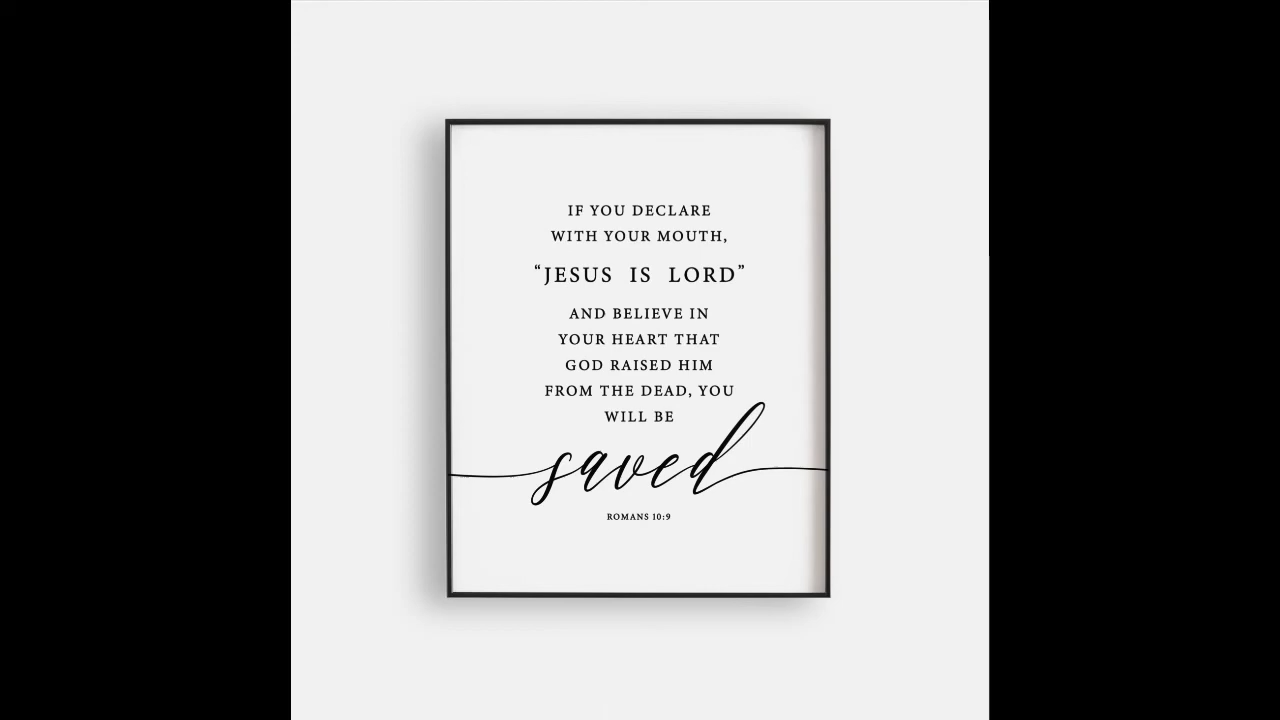 IF YOU DECLARE
WITH YOUR MOUTH,
“JESUS IS LORD”
AND BELIEVE IN
YOUR HEART THAT
GOD RAISED HIM
FROM THE DEAD, YOU
WILL BE
saved
ROMANS 10:9